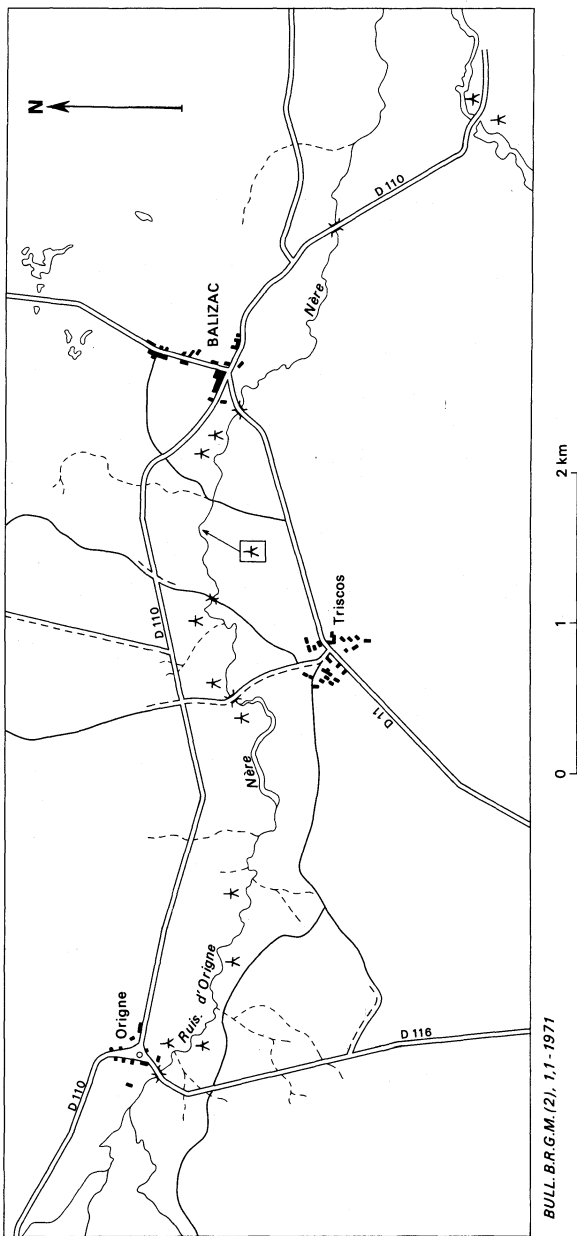 N
D 110
Origne
Ruis. d'Origne
D 116
Nère
D 110
D 11
Triscos
BALIZAC
Nère
D 110
0 1 2 km
BULL. B.R.G.M. (2), 1,1 - 1971